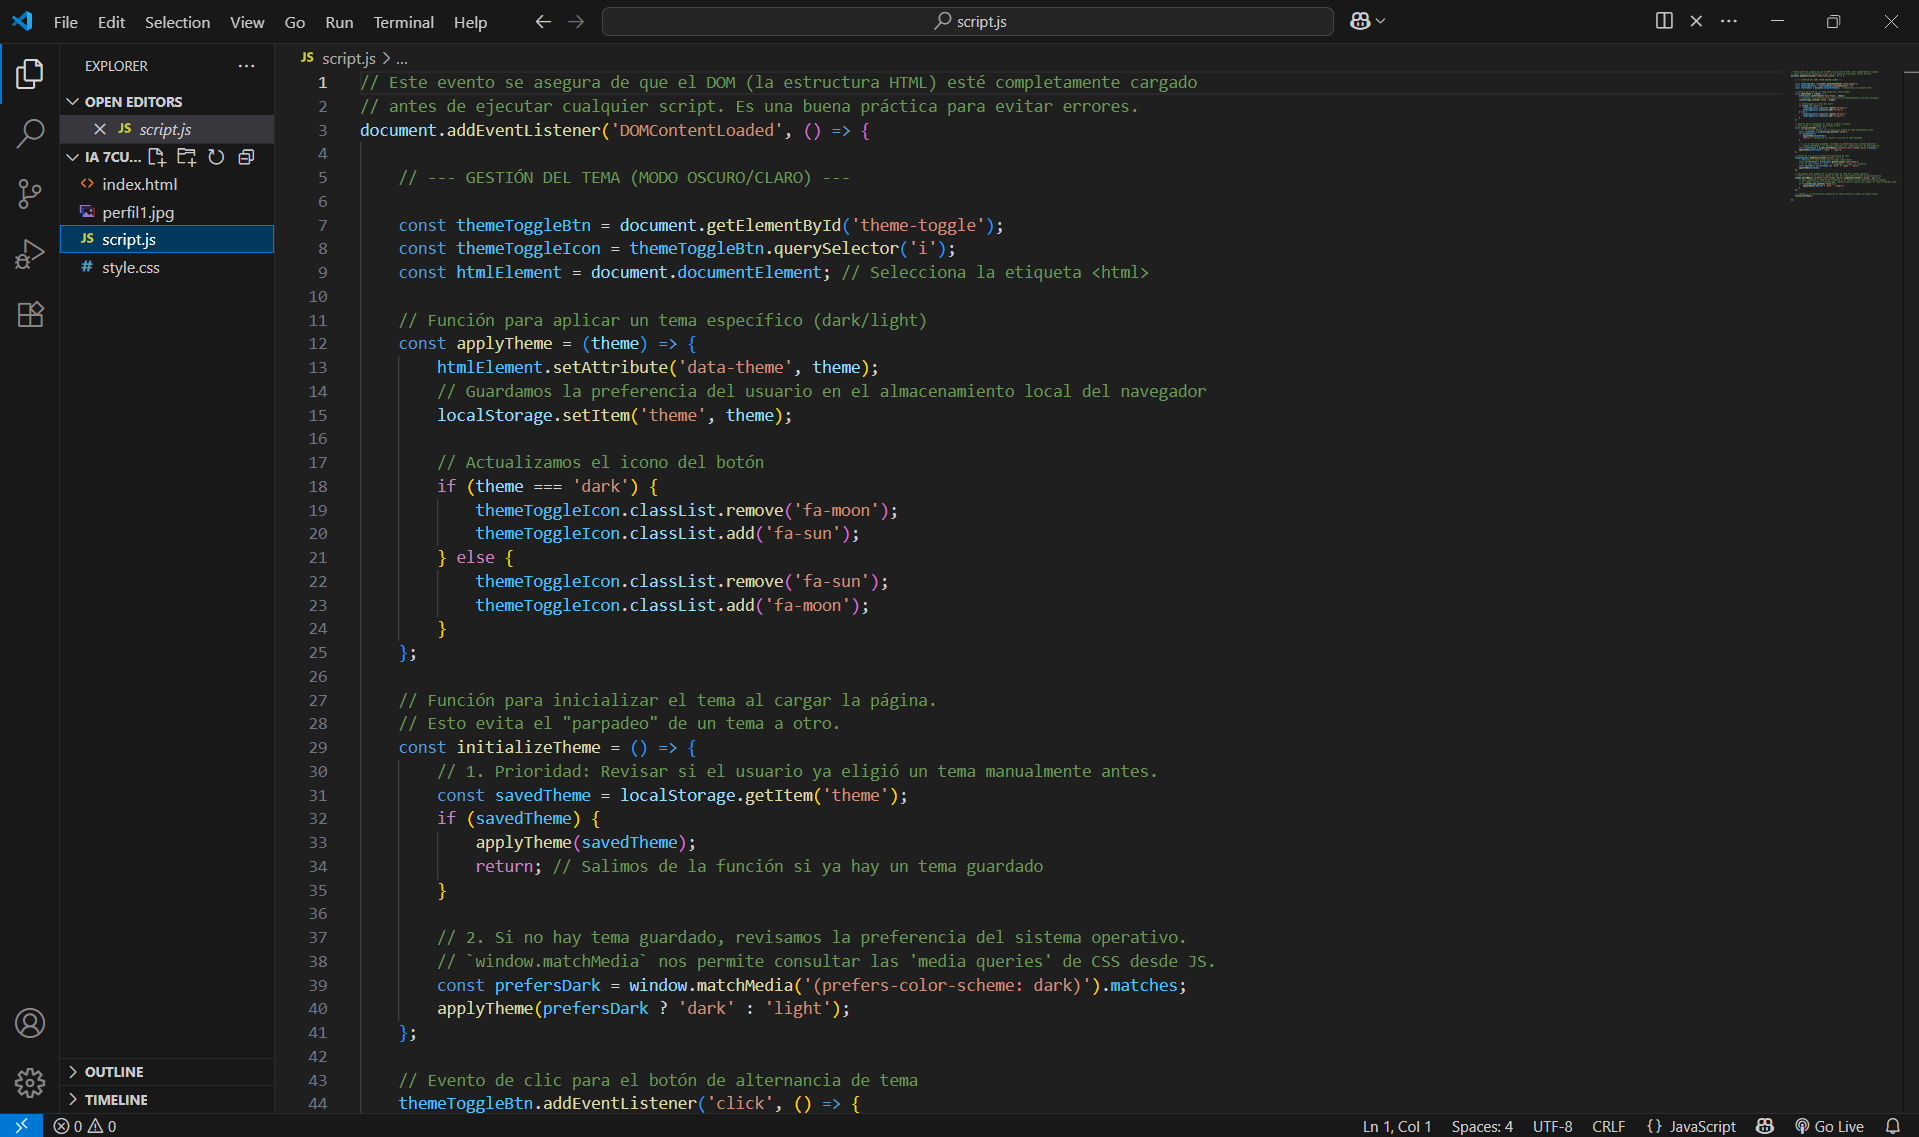 File Edit Selection View Go Run Terminal Help
script.js
EXPLORER
OPEN EDITORS
JS script.js
IA 7CU...
<> index.html
perfil1.jpg
JS script.js
# style.css
OUTLINE
TIMELINE
JS script.js > ...
1 // Este evento se asegura de que el DOM (la estructura HTML) esté completamente cargado
2 // antes de ejecutar cualquier script. Es una buena práctica para evitar errores.
3 document.addEventListener('DOMContentLoaded', () => {
4
5     // --- GESTIÓN DEL TEMA (MODO OSCURO/CLARO) ---
6
7     const themeToggleBtn = document.getElementById('theme-toggle');
8     const themeToggleIcon = themeToggleBtn.querySelector('i');
9     const htmlElement = document.documentElement; // Selecciona la etiqueta <html>
10
11     // Función para aplicar un tema específico (dark/light)
12     const applyTheme = (theme) => {
13         htmlElement.setAttribute('data-theme', theme);
14         // Guardamos la preferencia del usuario en el almacenamiento local del navegador
15         localStorage.setItem('theme', theme);
16
17         // Actualizamos el icono del botón
18         if (theme === 'dark') {
19             themeToggleIcon.classList.remove('fa-moon');
20             themeToggleIcon.classList.add('fa-sun');
21         } else {
22             themeToggleIcon.classList.remove('fa-sun');
23             themeToggleIcon.classList.add('fa-moon');
24         }
25     };
26
27     // Función para inicializar el tema al cargar la página.
28     // Esto evita el "parpadeo" de un tema a otro.
29     const initializeTheme = () => {
30         // 1. Prioridad: Revisar si el usuario ya eligió un tema manualmente antes.
31         const savedTheme = localStorage.getItem('theme');
32         if (savedTheme) {
33             applyTheme(savedTheme);
34             return; // Salimos de la función si ya hay un tema guardado
35         }
36
37         // 2. Si no hay tema guardado, revisamos la preferencia del sistema operativo.
38         // `window.matchMedia` nos permite consultar las 'media queries' de CSS desde JS.
39         const prefersDark = window.matchMedia('(prefers-color-scheme: dark)').matches;
40         applyTheme(prefersDark ? 'dark' : 'light');
41     };
42
43     // Evento de clic para el botón de alternancia de tema
44     themeToggleBtn.addEventListener('click', () => {
0 0 Ln 1, Col 1 Spaces: 4 UTF-8 CRLF {} JavaScript Go Live